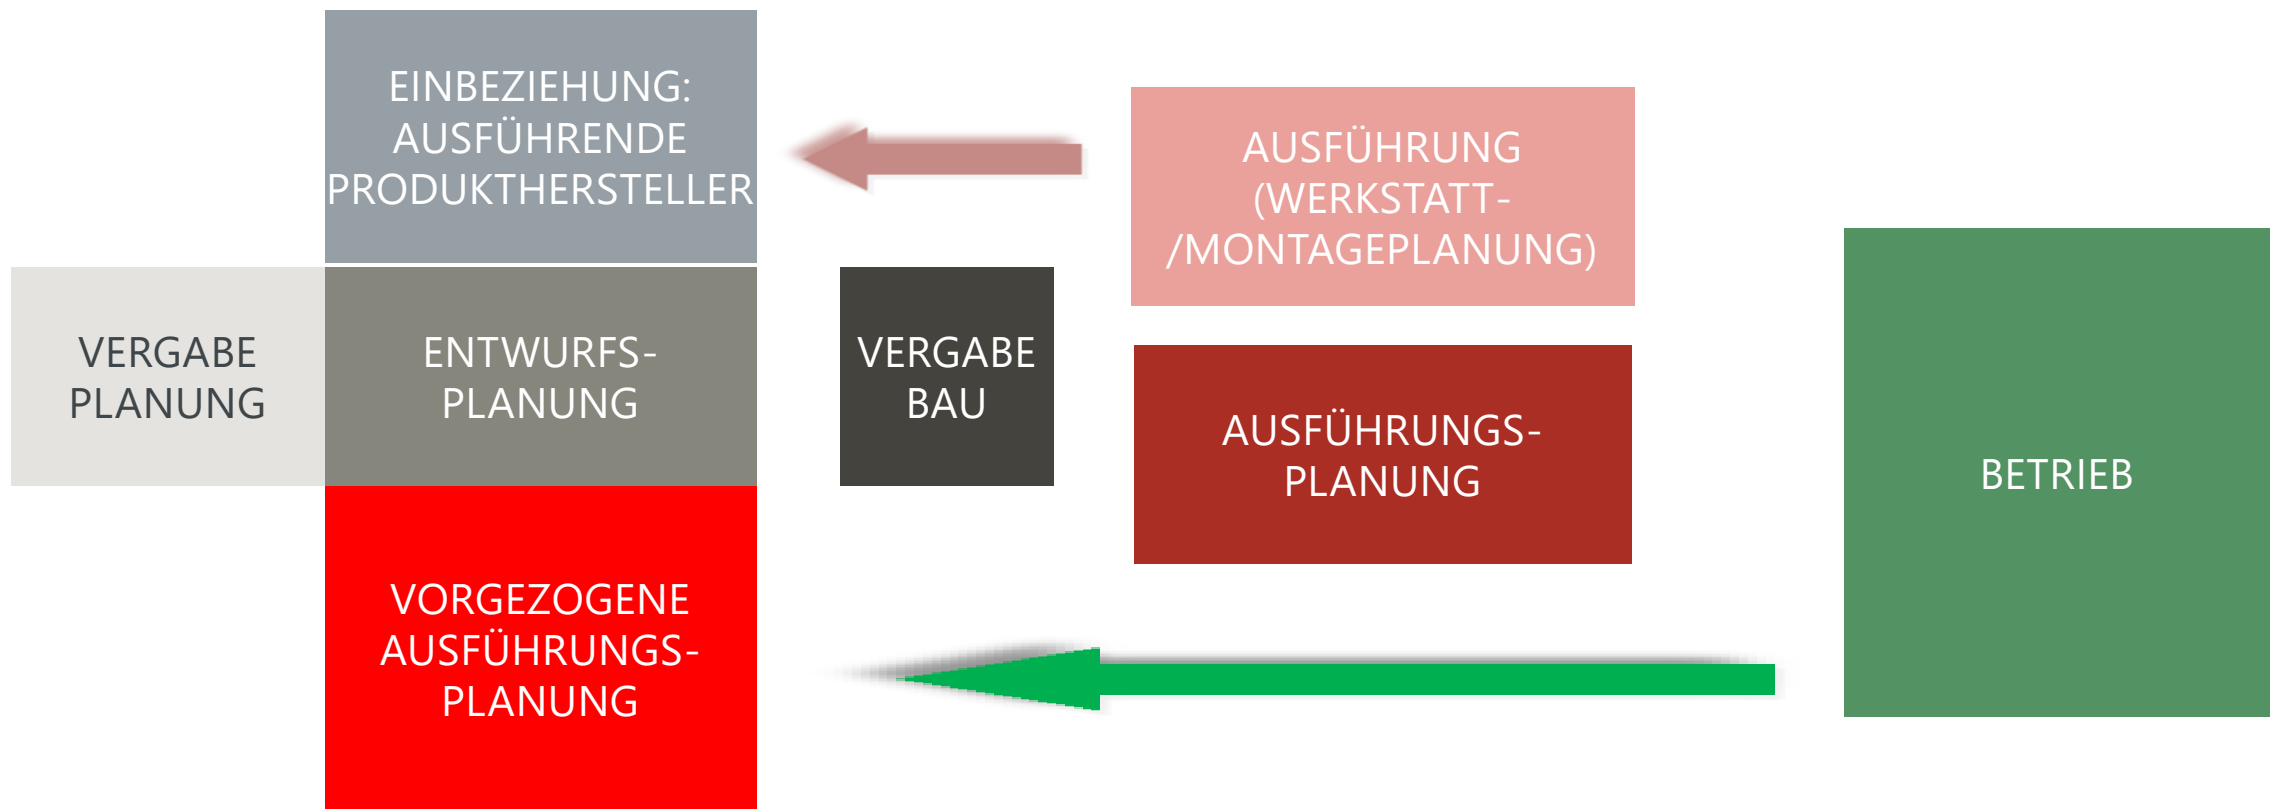 EINBEZIEHUNG:
AUSFÜHRENDE
PRODUKTHERSTELLER
VERGABE
PLANUNG
ENTWURFS-
PLANUNG
VORGEZOGENE
AUSFÜHRUNGS-
PLANUNG
VERGABE
BAU
AUSFÜHRUNG
(WERKSTATT-
/MONTAGEPLANUNG)
AUSFÜHRUNGS-
PLANUNG
BETRIEB